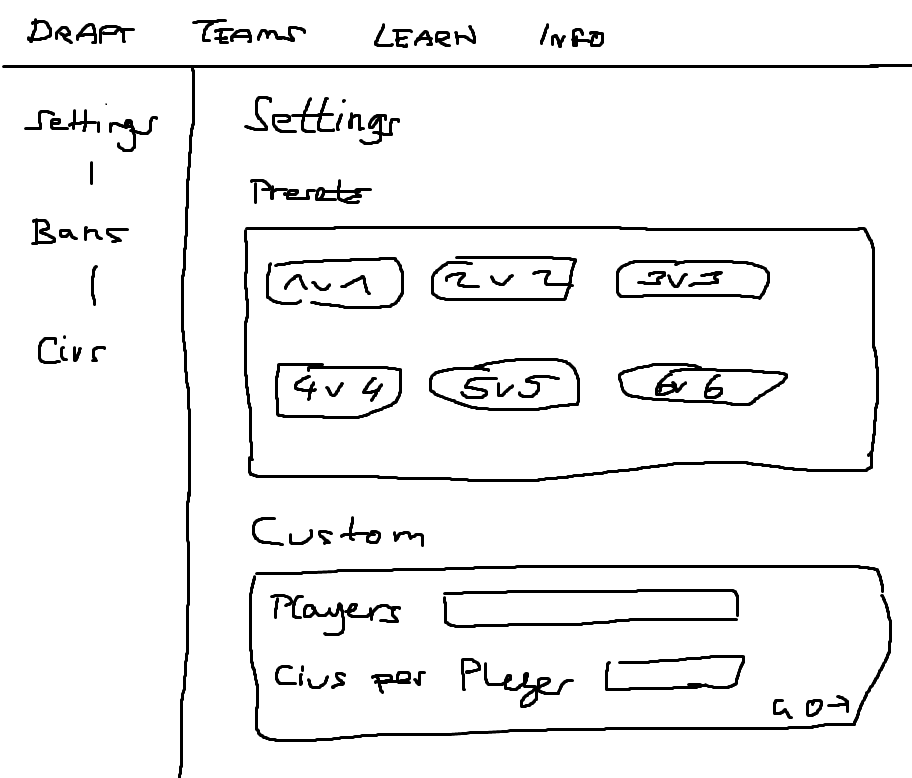 DRAFT TEAMS LEARN INFO
Settings
Bans
Civs
Settings
Presets
1v1 2v2 3v3
4v4 5v5 6v6
Custom
Players
Civs per Player
GO→